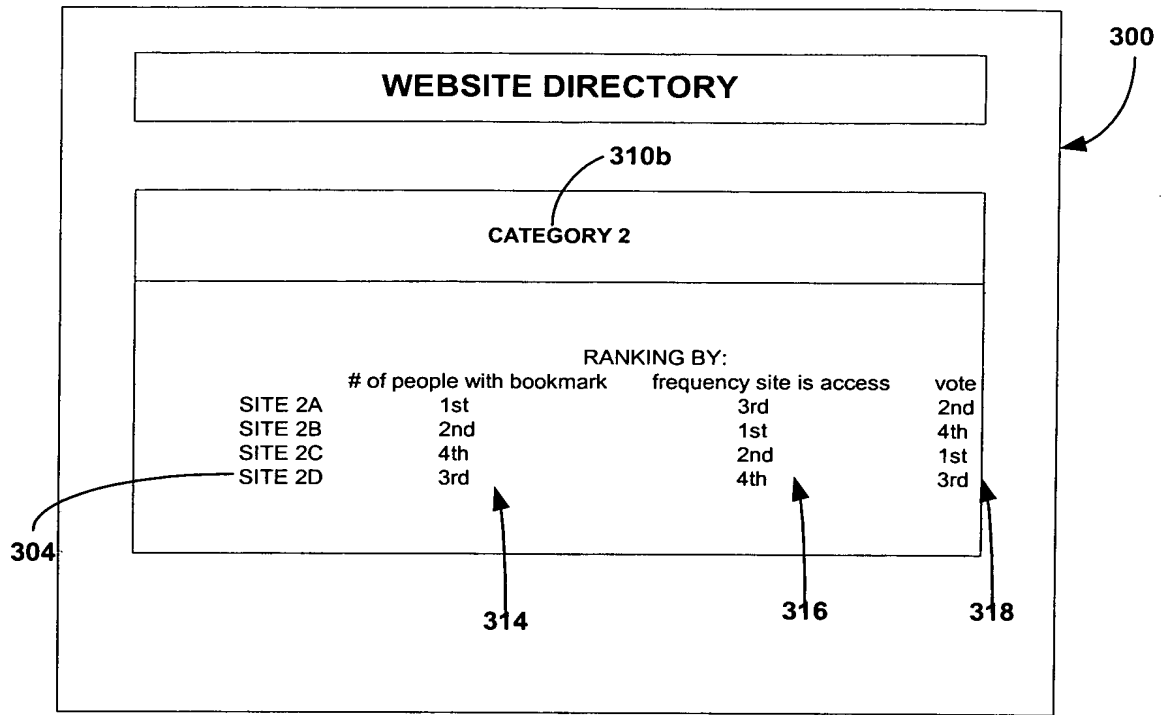 WEBSITE DIRECTORY
300
310b
CATEGORY 2
RANKING BY:
# of people with bookmark frequency site is access vote
SITE 2A 1st 3rd 2nd
SITE 2B 2nd 1st 4th
SITE 2C 4th 2nd 1st
SITE 2D 3rd 4th 3rd
304
314 316 318